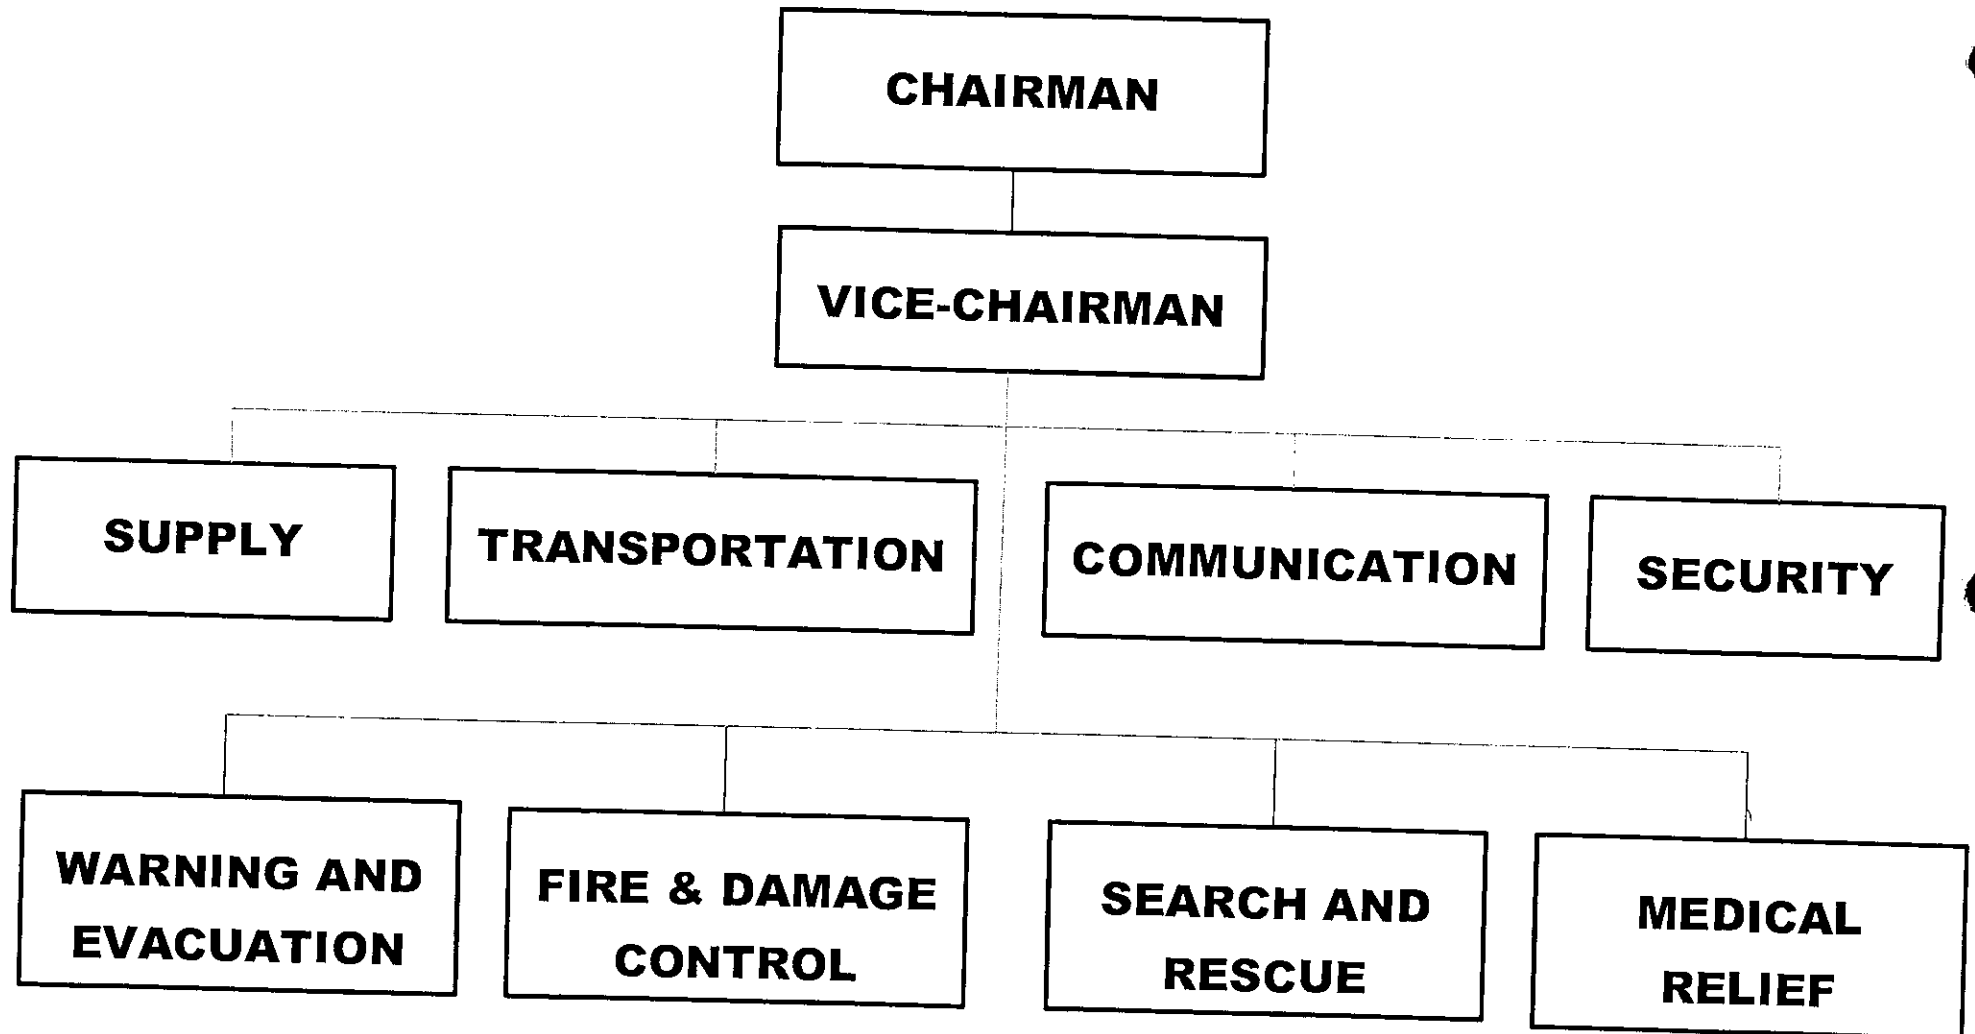 CHAIRMAN
VICE-CHAIRMAN
SUPPLY
TRANSPORTATION
COMMUNICATION
SECURITY
WARNING AND
EVACUATION
FIRE & DAMAGE
CONTROL
SEARCH AND
RESCUE
MEDICAL
RELIEF